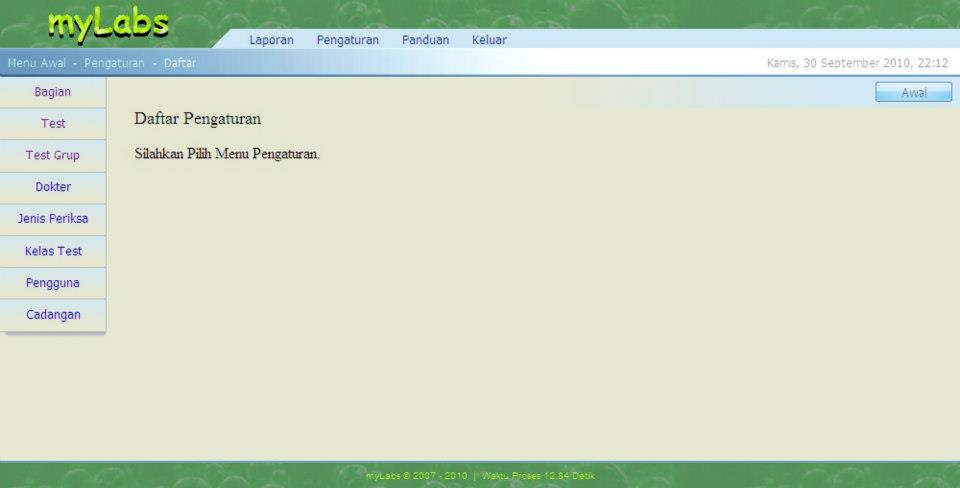 myLabs
Laporan Pengaturan Panduan Keluar
Menu Awal - Pengaturan - Daftar
Kamis, 30 September 2010, 22:12
Awal
Bagian
Test
Test Grup
Dokter
Jenis Periksa
Kelas Test
Pengguna
Cadangan
Daftar Pengaturan
Silahkan Pilih Menu Pengaturan.
myLabs © 2007 - 2010 | Waktu Proses 12.84 Detik